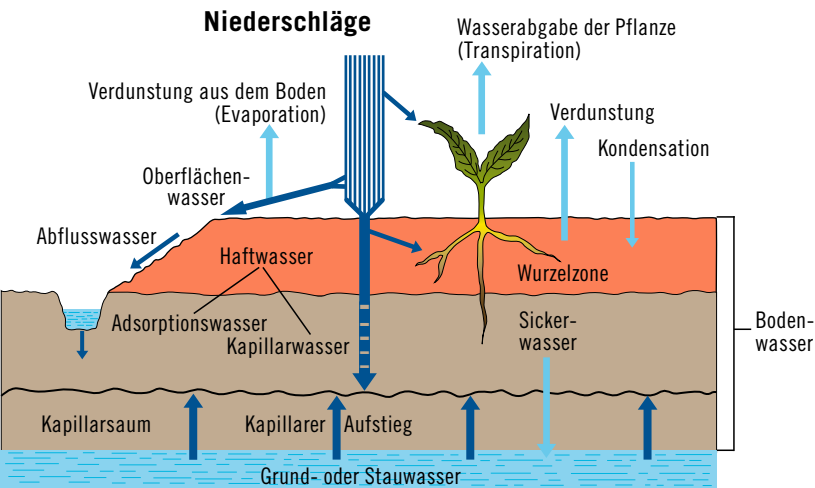 Niederschläge
Wasserabgabe der Pflanze
(Transpiration)
Verdunstung aus dem Boden
(Evaporation)
Verdunstung
Kondensation
Oberflächen-
wasser
Abflusswasser
Haftwasser
Wurzelzone
Adsorptionswasser
Kapillarwasser
Sicker-
wasser
Boden-
wasser
Kapillarsaum
Kapillarer Aufstieg
Grund- oder Stauwasser